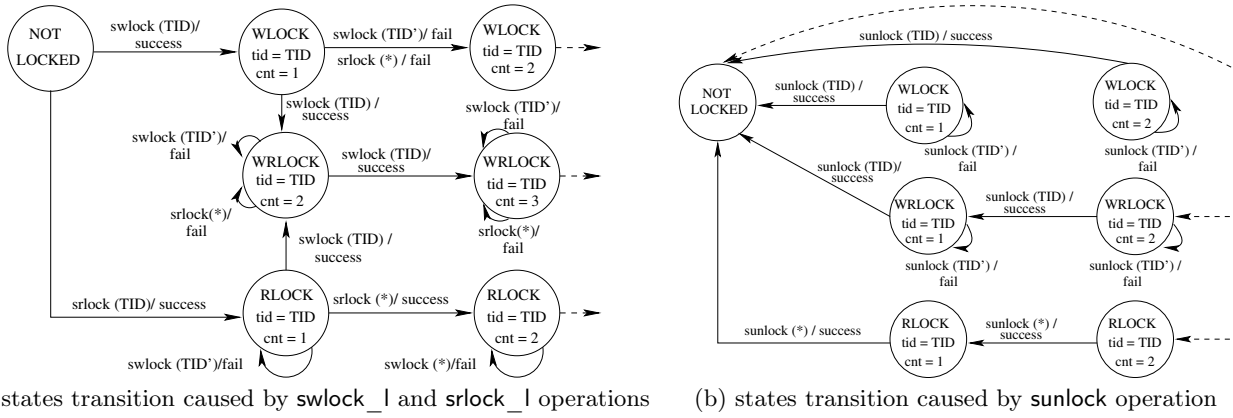 NOT
LOCKED
swlock (TID)/
success
WLOCK
tid = TID
cnt = 1
swlock (TID')/ fail
srlock (*) / fail
WLOCK
tid = TID
cnt = 2
swlock (TID) /
success
swlock (TID')/
fail
srlock(*)/
fail
WRLOCK
tid = TID
cnt = 2
swlock (TID)/
success
swlock (TID')/
fail
WRLOCK
tid = TID
cnt = 3
srlock(*)/
fail
swlock (TID) /
success
srlock (TID)/ success
RLOCK
tid = TID
cnt = 1
srlock (*)/ success
RLOCK
tid = TID
cnt = 2
swlock (TID')/fail
swlock (*)/fail
states transition caused by swlock_l and srlock_l operations
sunlock (TID) / success
NOT
LOCKED
sunlock (TID) /
success
WLOCK
tid = TID
cnt = 1
sunlock (TID') /
fail
WLOCK
tid = TID
cnt = 2
sunlock (TID') /
fail
sunlock (TID)/
success
WRLOCK
tid = TID
cnt = 1
sunlock (TID') /
fail
sunlock (TID) /
success
WRLOCK
tid = TID
cnt = 2
sunlock (TID') /
fail
sunlock (*) / success
RLOCK
tid = TID
cnt = 1
sunlock (*) /
success
RLOCK
tid = TID
cnt = 2
(b) states transition caused by sunlock operation